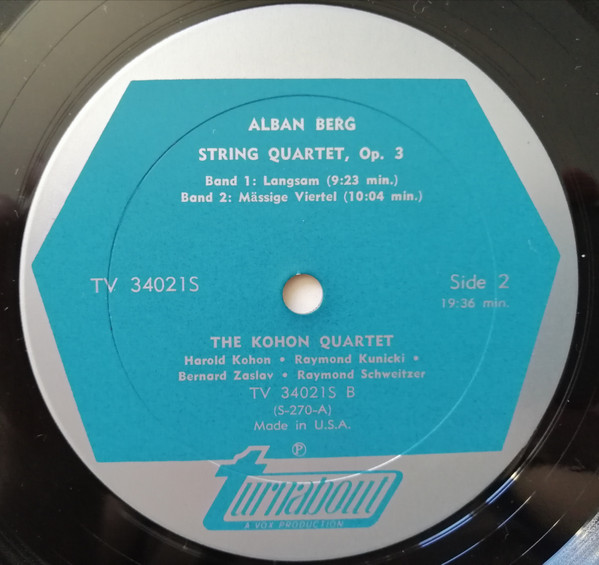 ALBAN BERG
STRING QUARTET, Op. 3
Band 1: Langsam (9:23 min.)
Band 2: Mässige Viertel (10:04 min.)
TV 34021S
Side 2
19:36 min.
THE KOHON QUARTET
Harold Kohon • Raymond Kunicki •
Bernard Zaslav • Raymond Schweitzer
TV 34021S B
(S-270-A)
Made in U.S.A.
℗
turnabout
A VOX PRODUCTION